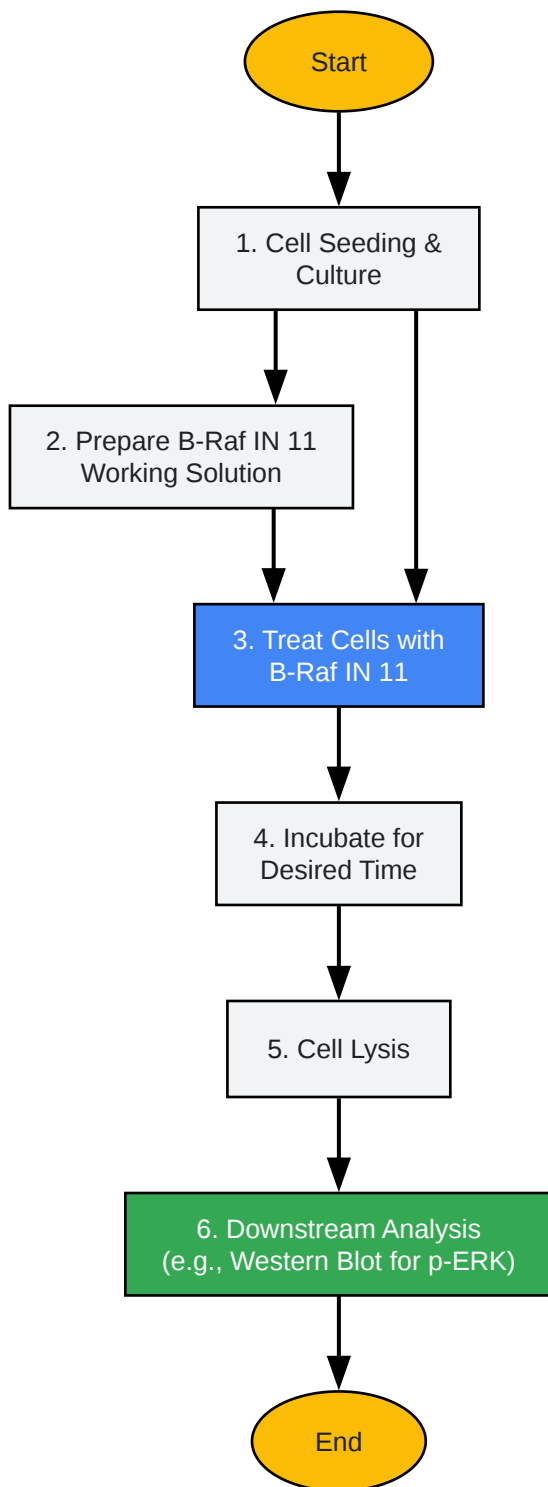 Start
1. Cell Seeding &
Culture
2. Prepare B-Raf IN 11
Working Solution
3. Treat Cells with
B-Raf IN 11
4. Incubate for
Desired Time
5. Cell Lysis
6. Downstream Analysis
(e.g., Western Blot for p-ERK)
End